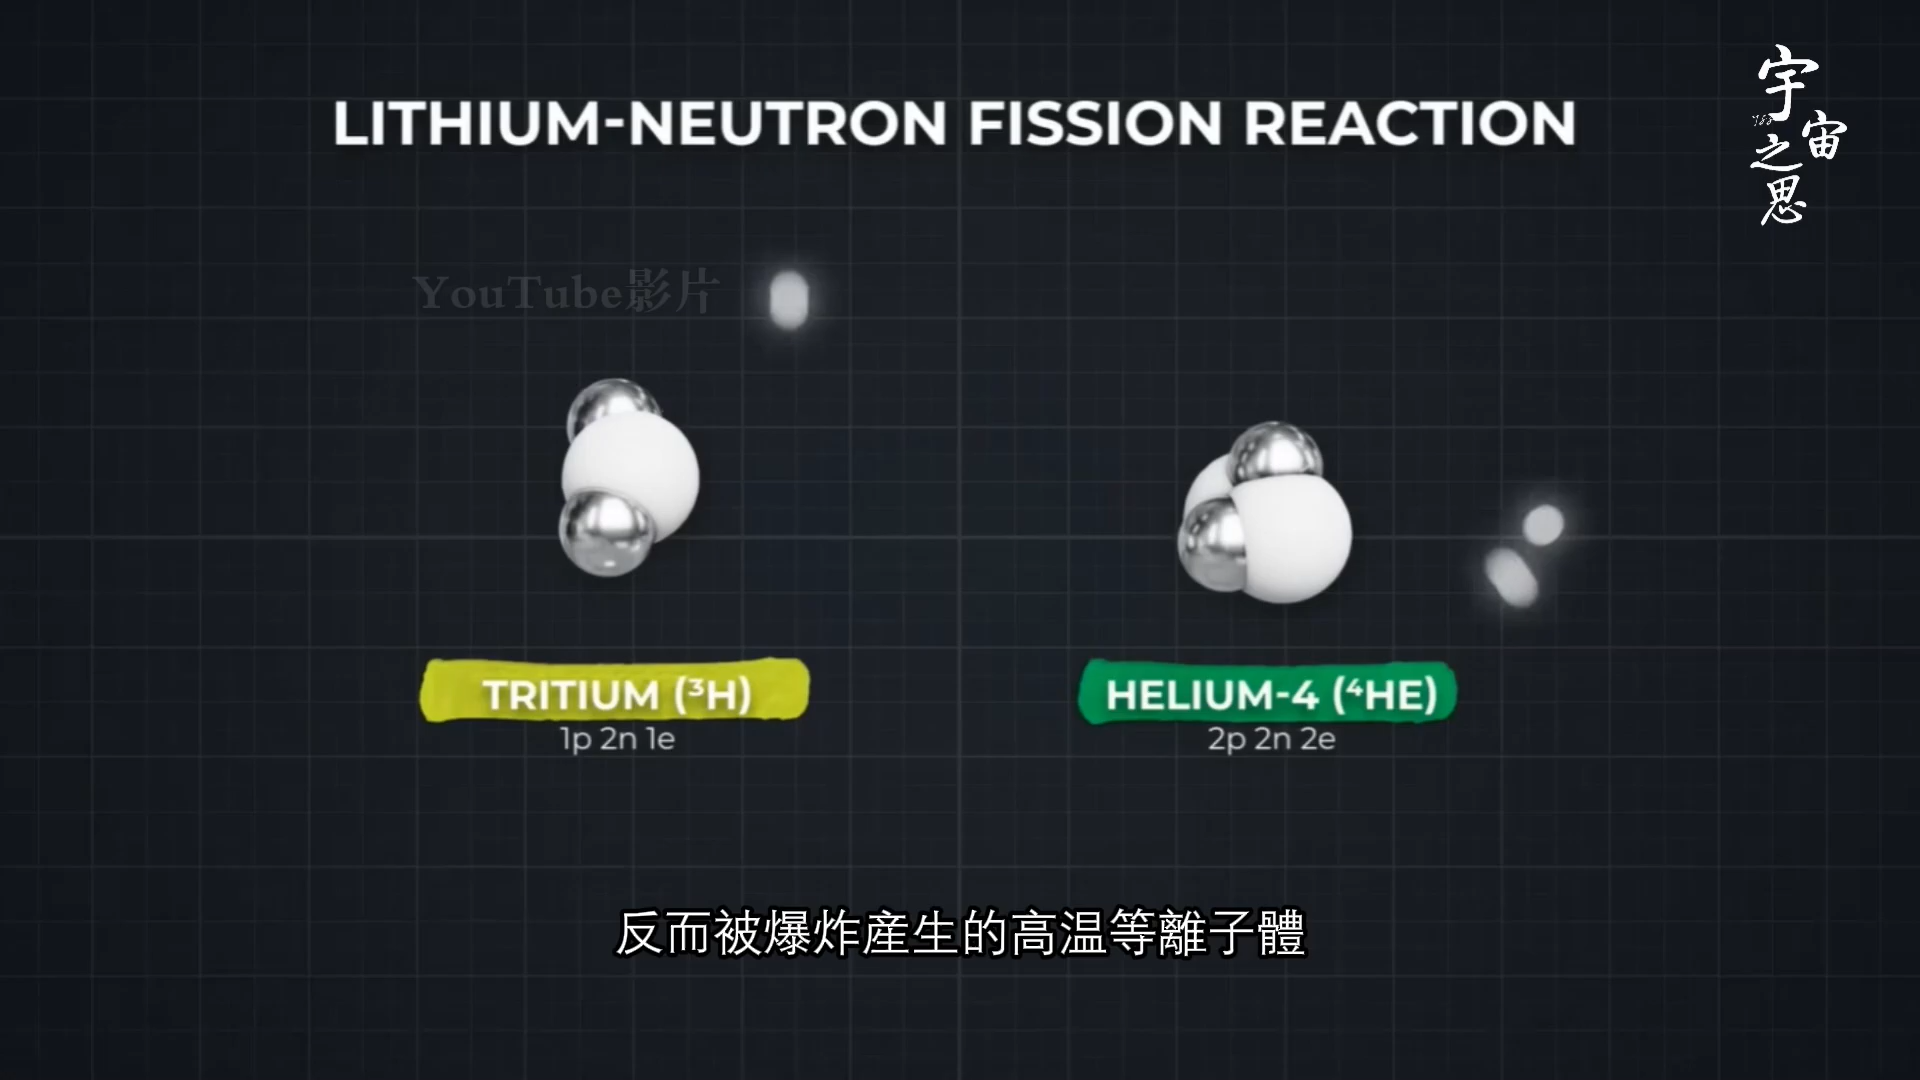 LITHIUM-NEUTRON FISSION REACTION
宇宙之思
YouTube影片
TRITIUM (³H)
1p 2n 1e
HELIUM-4 (⁴HE)
2p 2n 2e
反而被爆炸産生的高温等離子體